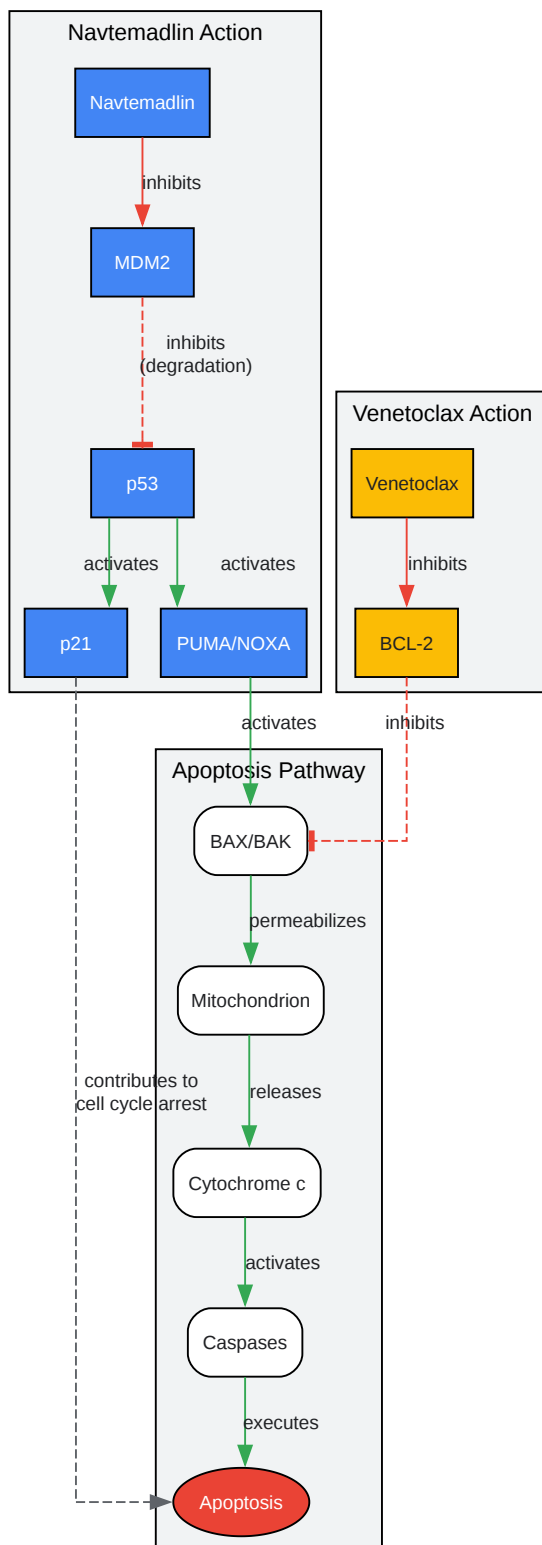 Navtemadlin Action
Navtemadlin
inhibits
MDM2
inhibits
(degradation)
p53
activates
activates
p21
PUMA/NOXA
Venetoclax Action
Venetoclax
inhibits
BCL-2
activates
inhibits
Apoptosis Pathway
BAX/BAK
permeabilizes
Mitochondrion
contributes to
cell cycle arrest
releases
Cytochrome c
activates
Caspases
executes
Apoptosis